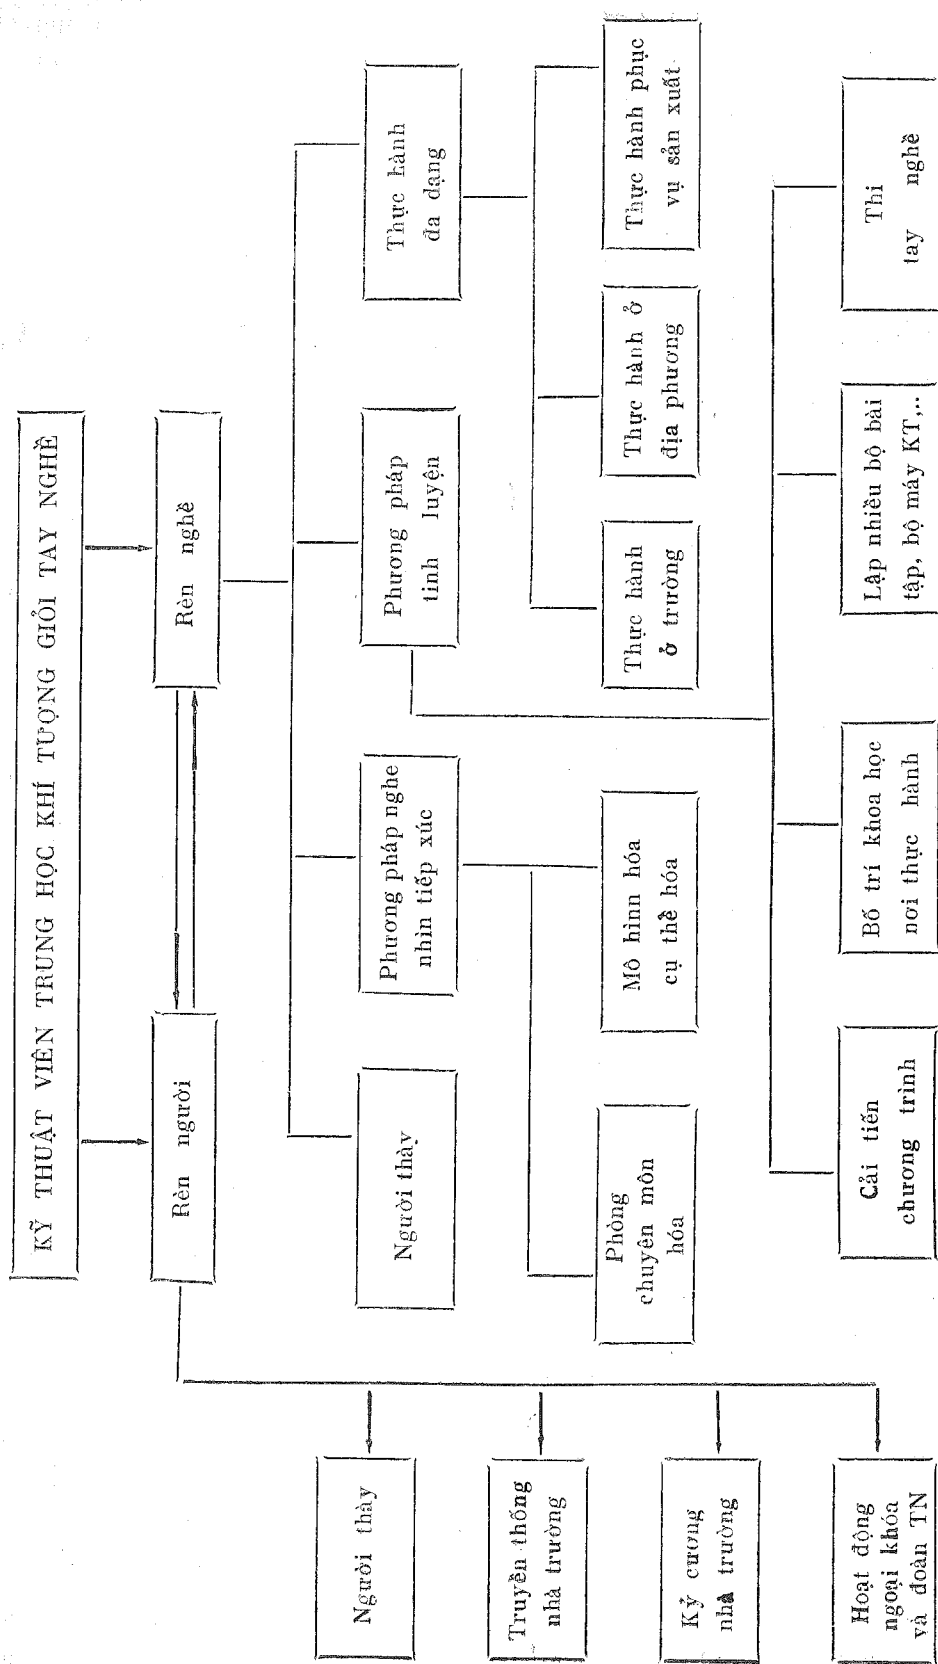 KỸ THUẬT VIÊN TRUNG HỌC KHÍ TƯỢNG GIỎI TAY NGHỀ
Rèn người
Rèn nghề
Người thày
Phương pháp nghe
nhìn tiếp xúc
Phương pháp
tinh luyện
Thực hành
đa dạng
Phòng
chuyên môn
hóa
Mô hình hóa
cụ thể hóa
Thực hành
ở trường
Thực hành ở
địa phương
Thực hành phục
vụ sản xuất
Cải tiến
chương trình
Bố trí khoa học
nơi thực hành
Lập nhiều bộ bài
tập, bộ máy KT,..
Thi
tay nghề
Người thày
Truyền thống
nhà trường
Kỷ cương
nhà trường
Hoạt động
ngoại khóa
và đoàn TN